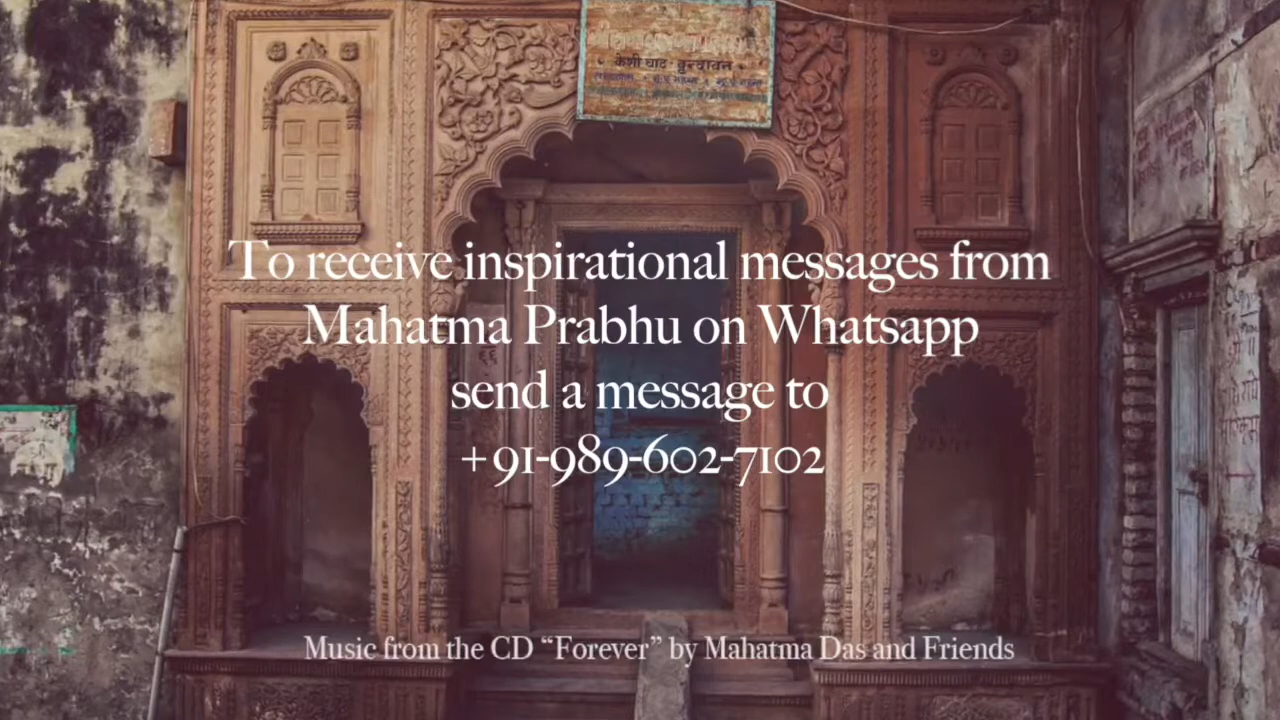 केशी घाट - वृन्दावन
To receive inspirational messages from
Mahatma Prabhu on Whatsapp
send a message to
+91-989-602-7102
Music from the CD “Forever” by Mahatma Das and Friends